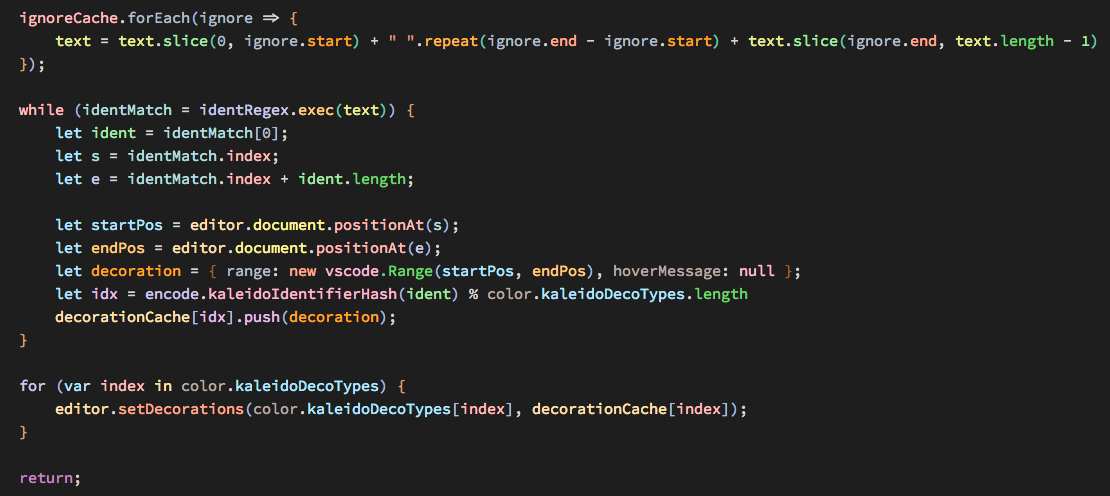 ignoreCache.forEach(ignore => {
    text = text.slice(0, ignore.start) + " ".repeat(ignore.end - ignore.start) + text.slice(ignore.end, text.length - 1)
});

while (identMatch = identRegex.exec(text)) {
    let ident = identMatch[0];
    let s = identMatch.index;
    let e = identMatch.index + ident.length;

    let startPos = editor.document.positionAt(s);
    let endPos = editor.document.positionAt(e);
    let decoration = { range: new vscode.Range(startPos, endPos), hoverMessage: null };
    let idx = encode.kaleidoIdentifierHash(ident) % color.kaleidoDecoTypes.length
    decorationCache[idx].push(decoration);
}

for (var index in color.kaleidoDecoTypes) {
    editor.setDecorations(color.kaleidoDecoTypes[index], decorationCache[index]);
}

return;